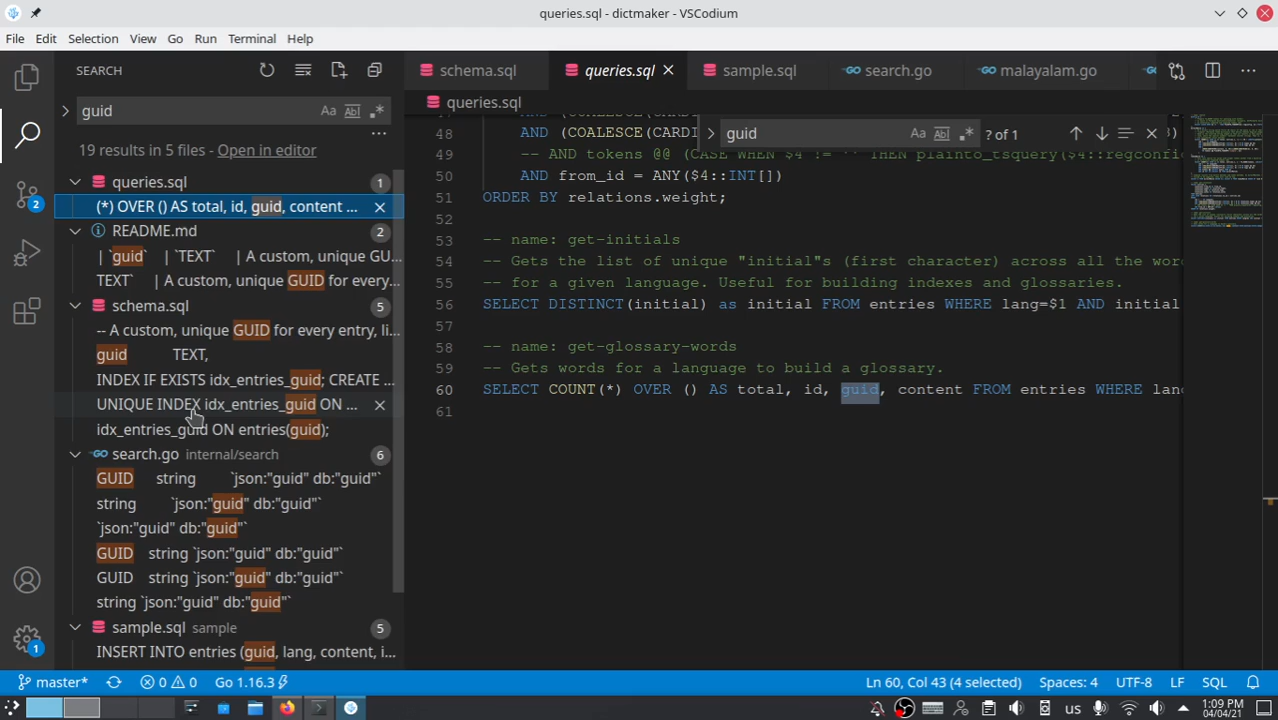 queries.sql - dictmaker - VSCodium
File Edit Selection View Go Run Terminal Help
SEARCH
guid
Aa Abl
19 results in 5 files - Open in editor
queries.sql 1
(*) OVER () AS total, id, guid, content ...
README.md 2
| `guid` | `TEXT` | A custom, unique GU...
TEXT` | A custom, unique GUID for every...
schema.sql 5
-- A custom, unique GUID for every entry, li...
guid TEXT,
INDEX IF EXISTS idx_entries_guid; CREATE ...
UNIQUE INDEX idx_entries_guid ON ...
idx_entries_guid ON entries(guid);
search.go internal/search 6
GUID string `json:"guid" db:"guid"`
string `json:"guid" db:"guid"`
`json:"guid" db:"guid"`
GUID string `json:"guid" db:"guid"`
GUID string `json:"guid" db:"guid"`
string `json:"guid" db:"guid"`
sample.sql sample 5
INSERT INTO entries (guid, lang, content, i...
schema.sql queries.sql sample.sql search.go malayalam.go
queries.sql
guid Aa Abl ? of 1
48 AND (COALESCE(CARDI
49 -- AND tokens @@ (CASE WHEN $4 != '' THEN plainto_tsquery($4::regconfi
50 AND from_id = ANY($4::INT[])
51 ORDER BY relations.weight;
52
53 -- name: get-initials
54 -- Gets the list of unique "initial"s (first character) across all the wor
55 -- for a given language. Useful for building indexes and glossaries.
56 SELECT DISTINCT(initial) as initial FROM entries WHERE lang=$1 AND initial
57
58 -- name: get-glossary-words
59 -- Gets words for a language to build a glossary.
60 SELECT COUNT(*) OVER () AS total, id, guid, content FROM entries WHERE lan
61
2
1
master* 0 0 Go 1.16.3 Ln 60, Col 43 (4 selected) Spaces: 4 UTF-8 LF SQL
1:09 PM
04/04/21